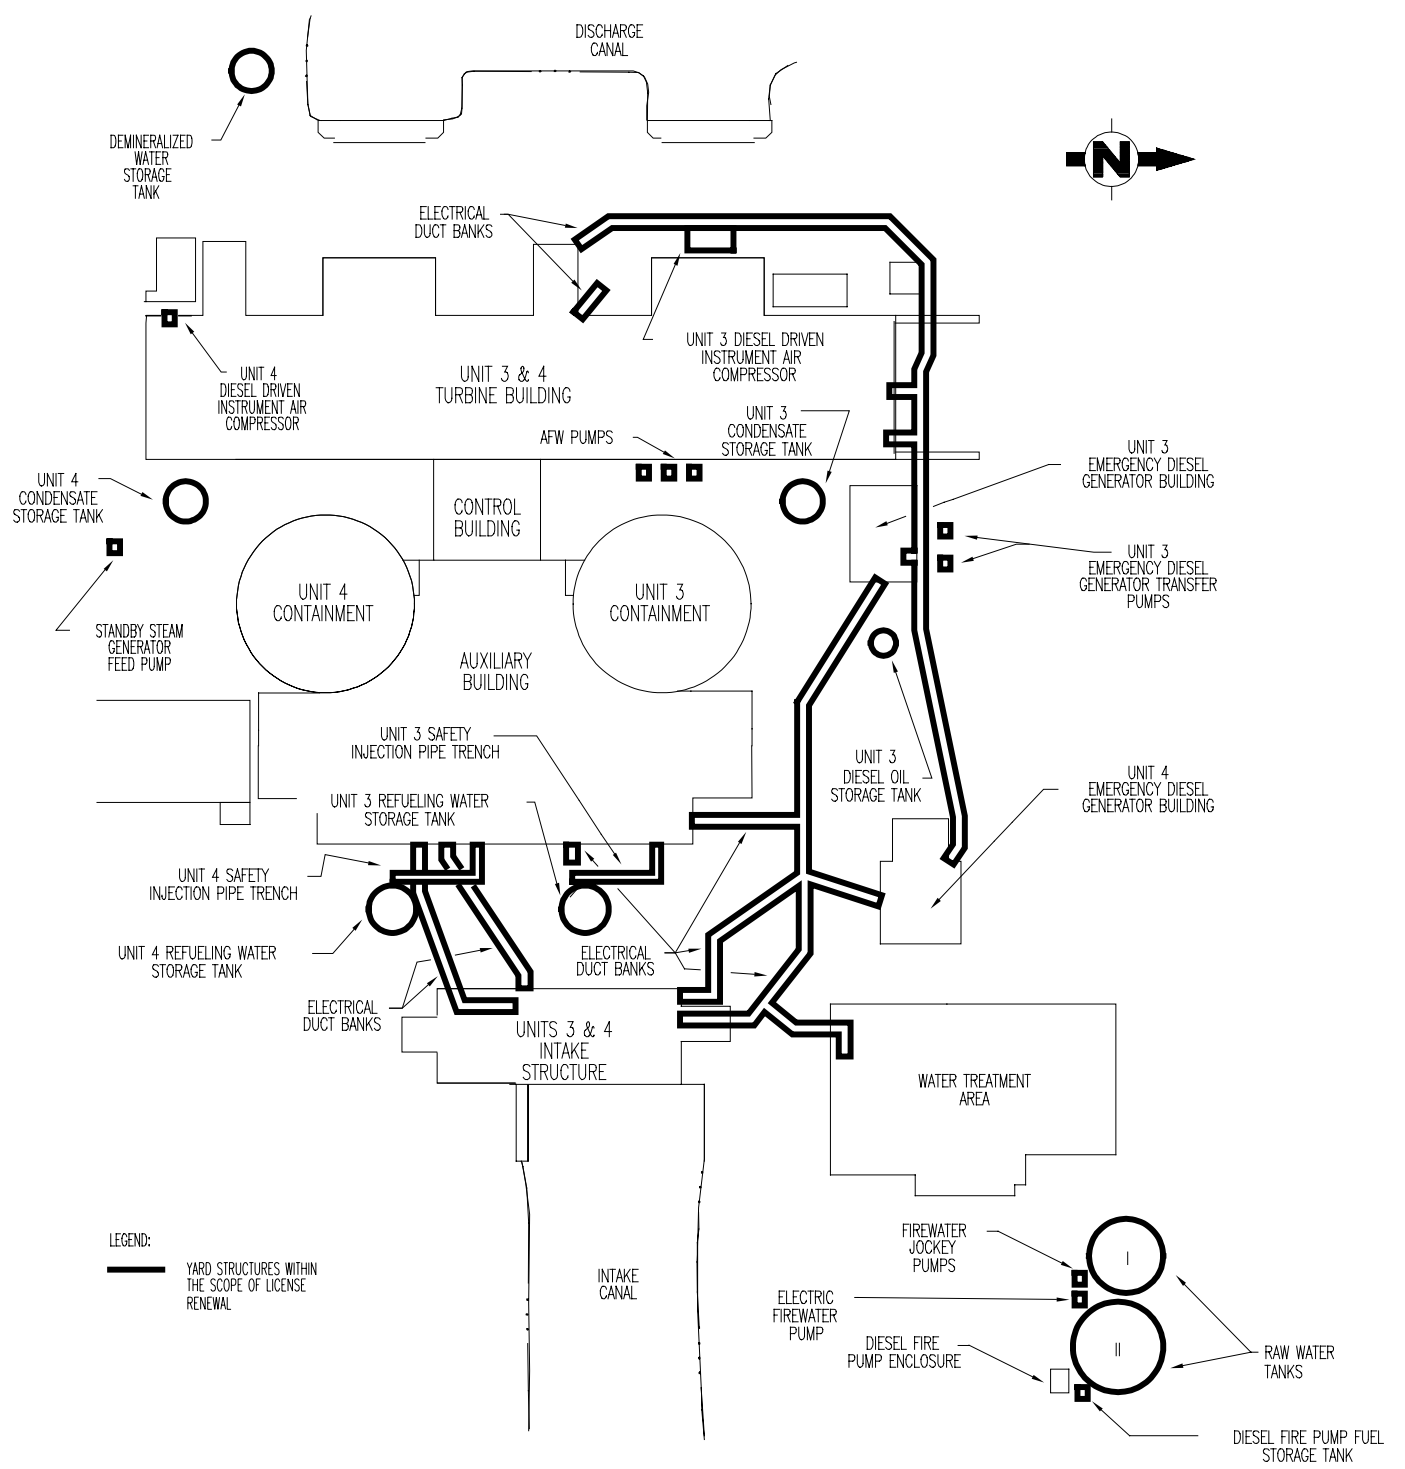 DISCHARGE
CANAL
DEMINERALIZED
WATER
STORAGE
TANK
N
ELECTRICAL
DUCT BANKS
UNIT 4
DIESEL DRIVEN
INSTRUMENT AIR
COMPRESSOR
UNIT 3 & 4
TURBINE BUILDING
UNIT 3 DIESEL DRIVEN
INSTRUMENT AIR
COMPRESSOR
AFW PUMPS
UNIT 3
CONDENSATE
STORAGE TANK
UNIT 3
EMERGENCY DIESEL
GENERATOR BUILDING
UNIT 4
CONDENSATE
STORAGE TANK
CONTROL
BUILDING
UNIT 3
EMERGENCY DIESEL
GENERATOR TRANSFER
PUMPS
UNIT 4
CONTAINMENT
UNIT 3
CONTAINMENT
STANDBY STEAM
GENERATOR
FEED PUMP
AUXILIARY
BUILDING
UNIT 3 SAFETY
INJECTION PIPE TRENCH
UNIT 3
DIESEL OIL
STORAGE TANK
UNIT 4
EMERGENCY DIESEL
GENERATOR BUILDING
UNIT 3 REFUELING WATER
STORAGE TANK
UNIT 4 SAFETY
INJECTION PIPE TRENCH
UNIT 4 REFUELING WATER
STORAGE TANK
ELECTRICAL
DUCT BANKS
ELECTRICAL
DUCT BANKS
UNITS 3 & 4
INTAKE
STRUCTURE
WATER TREATMENT
AREA
LEGEND:
YARD STRUCTURES WITHIN
THE SCOPE OF LICENSE
RENEWAL
INTAKE
CANAL
FIREWATER
JOCKEY
PUMPS
I
ELECTRIC
FIREWATER
PUMP
II
DIESEL FIRE
PUMP ENCLOSURE
RAW WATER
TANKS
DIESEL FIRE PUMP FUEL
STORAGE TANK